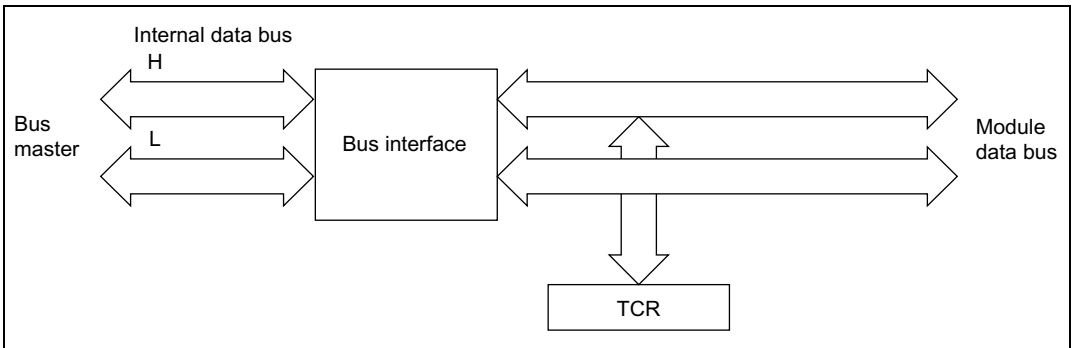 Internal data bus
H
Bus
master
L
Bus interface
Module
data bus
TCR